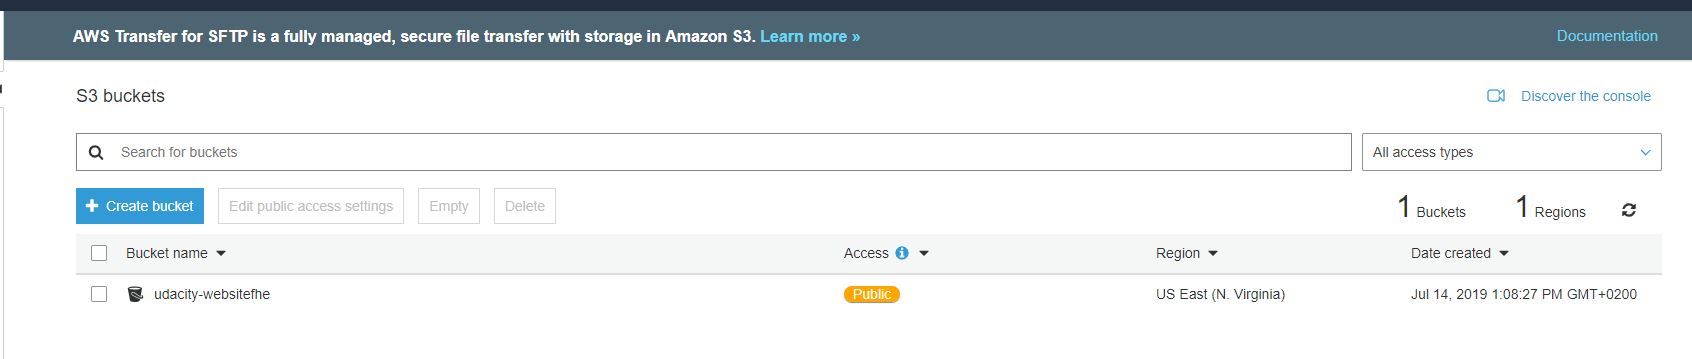 AWS Transfer for SFTP is a fully managed, secure file transfer with storage in Amazon S3. Learn more » Documentation
S3 buckets Discover the console
Search for buckets All access types
Create bucket Edit public access settings Empty Delete 1 Buckets 1 Regions
Bucket name Access Region Date created
udacity-websitefhe Public US East (N. Virginia) Jul 14, 2019 1:08:27 PM GMT+0200